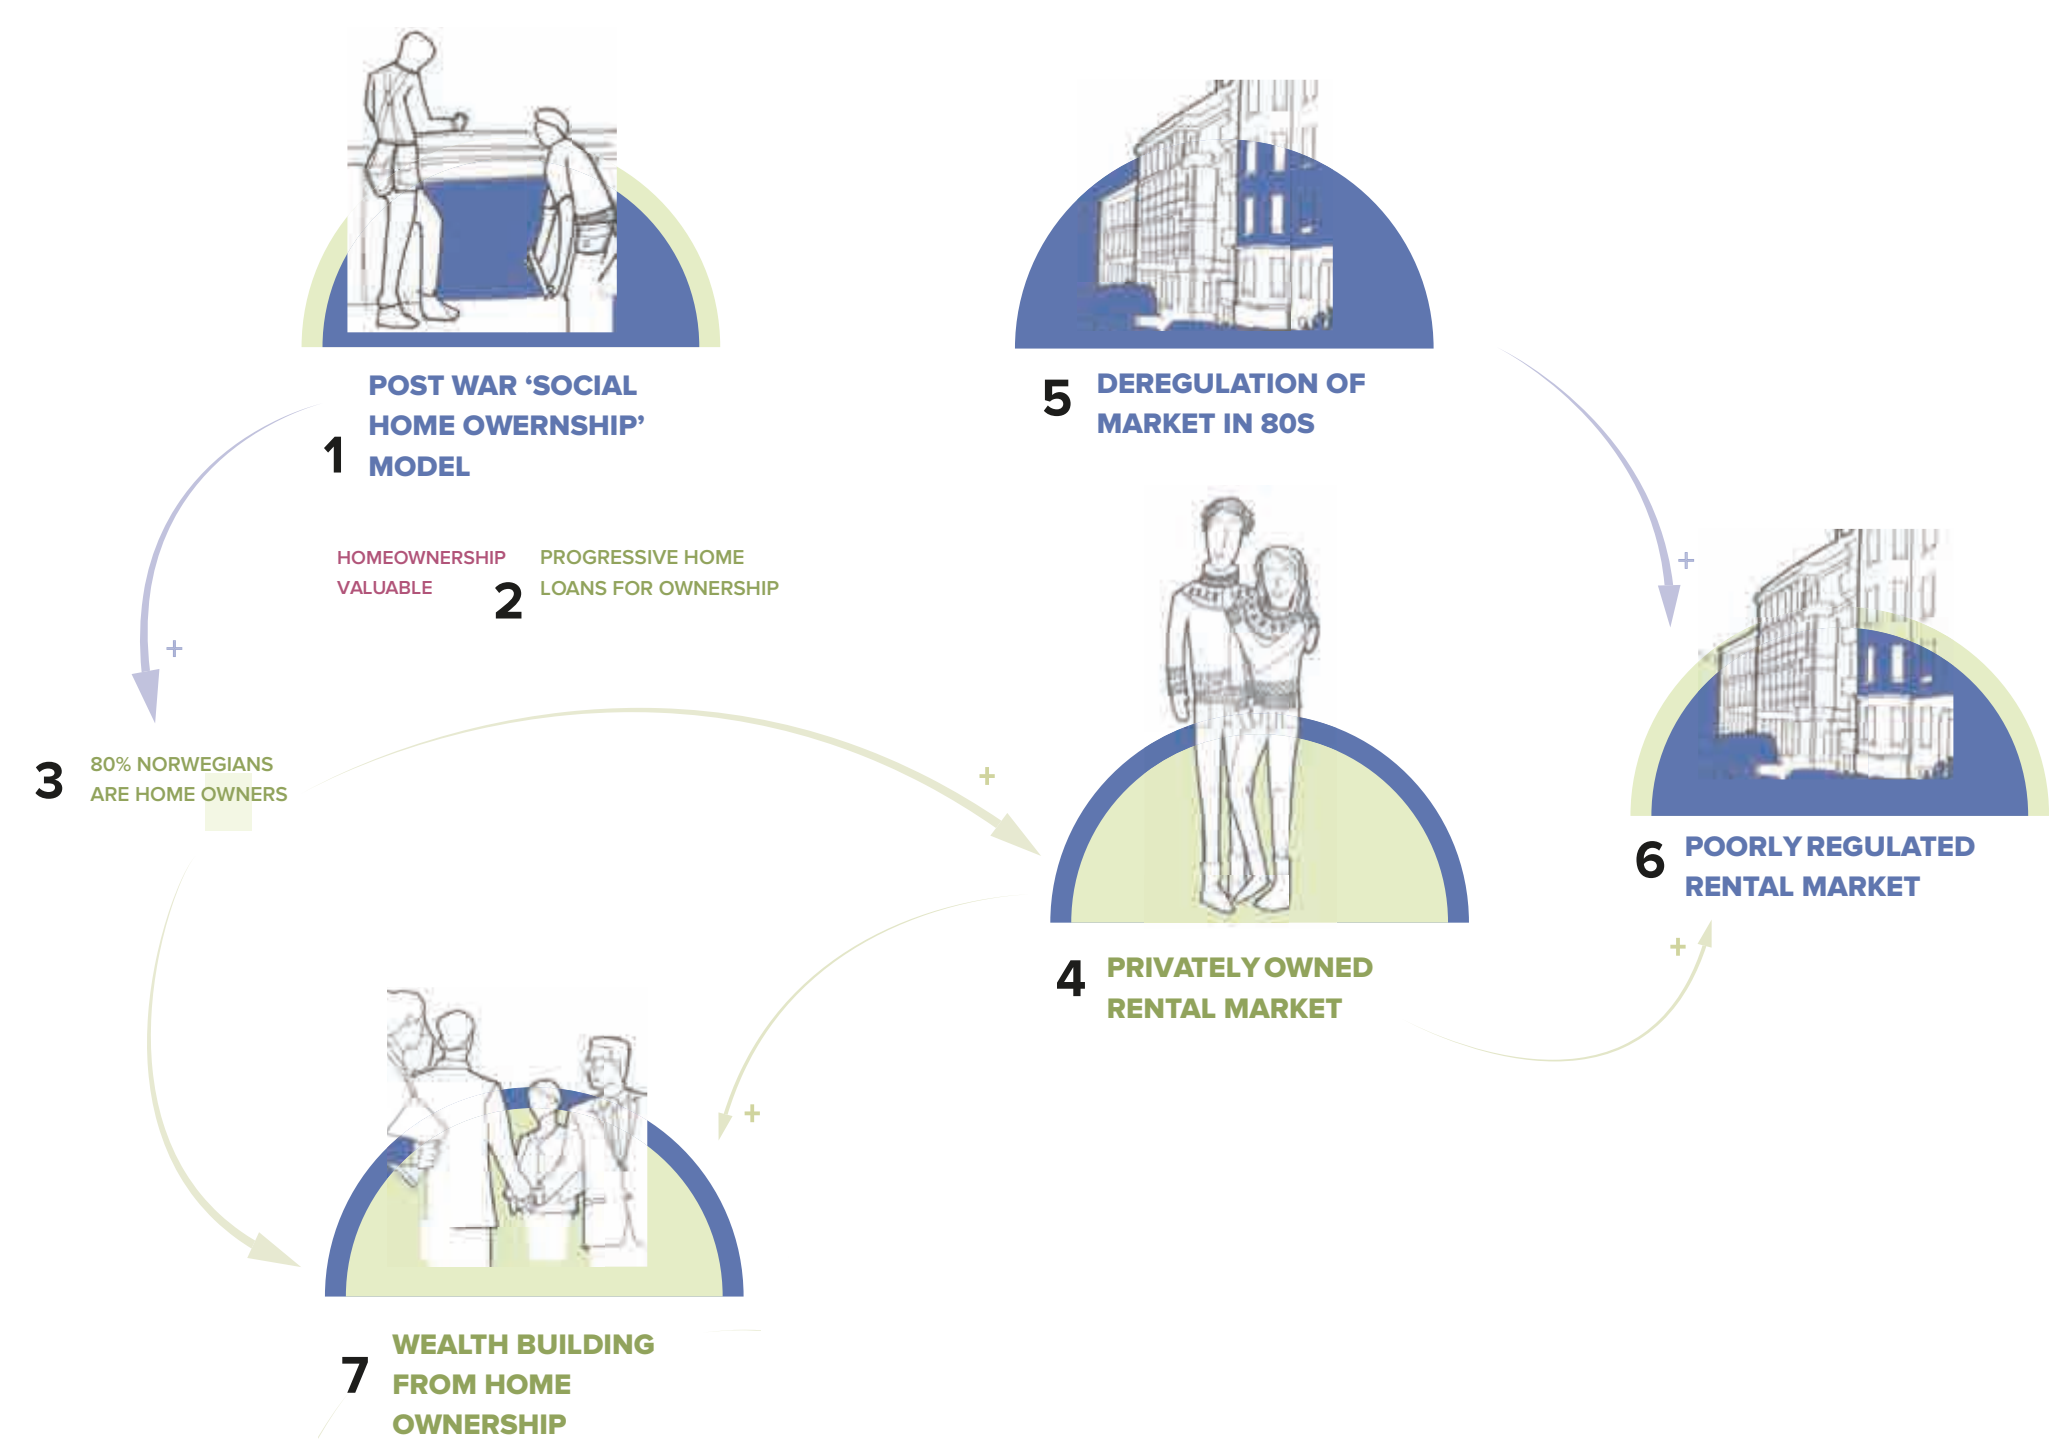 POST WAR ‘SOCIAL
HOME OWERNSHIP’
1 MODEL
5 DEREGULATION OF
MARKET IN 80S
HOMEOWNERSHIP
VALUABLE
2 PROGRESSIVE HOME
LOANS FOR OWNERSHIP
+
+
3 80% NORWEGIANS
ARE HOME OWNERS
+
6 POORLY REGULATED
RENTAL MARKET
+
4 PRIVATELY OWNED
RENTAL MARKET
+
7 WEALTH BUILDING
FROM HOME
OWNERSHIP